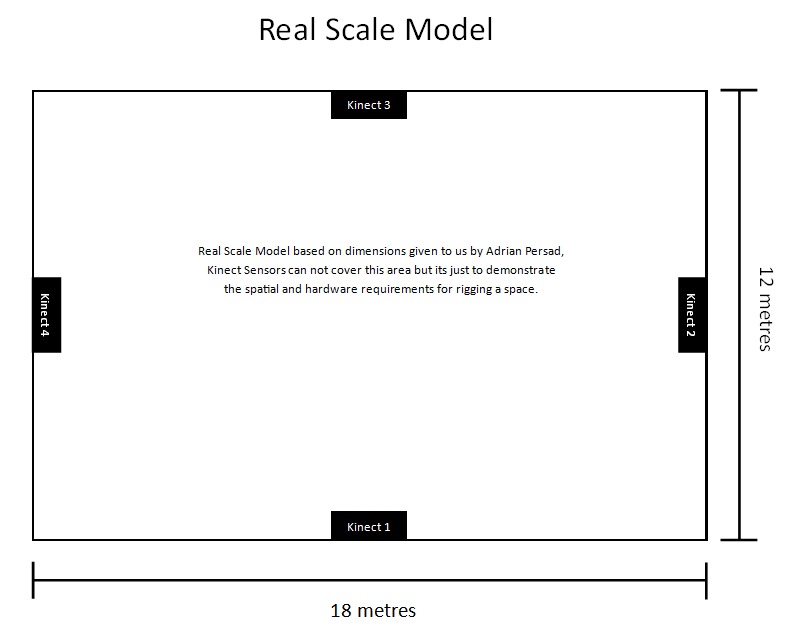 Real Scale Model
Kinect 3
Real Scale Model based on dimensions given to us by Adrian Persad,
Kinect Sensors can not cover this area but its just to demonstrate
the spatial and hardware requirements for rigging a space.
Kinect 4
Kinect 2
12 metres
Kinect 1
18 metres